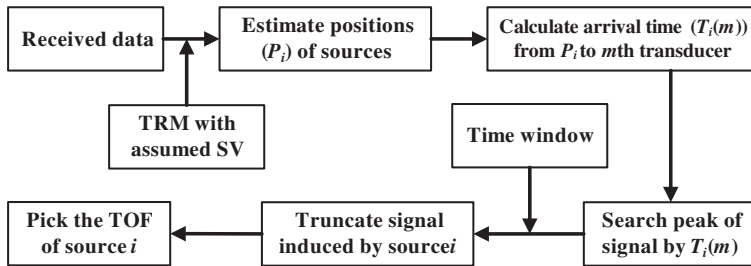 Received data
Estimate positions
(Pᵢ) of sources
Calculate arrival time (Tᵢ(m))
from Pᵢ to mth transducer
TRM with
assumed SV
Time window
Pick the TOF
of source i
Truncate signal
induced by sourcei
Search peak of
signal by Tᵢ(m)